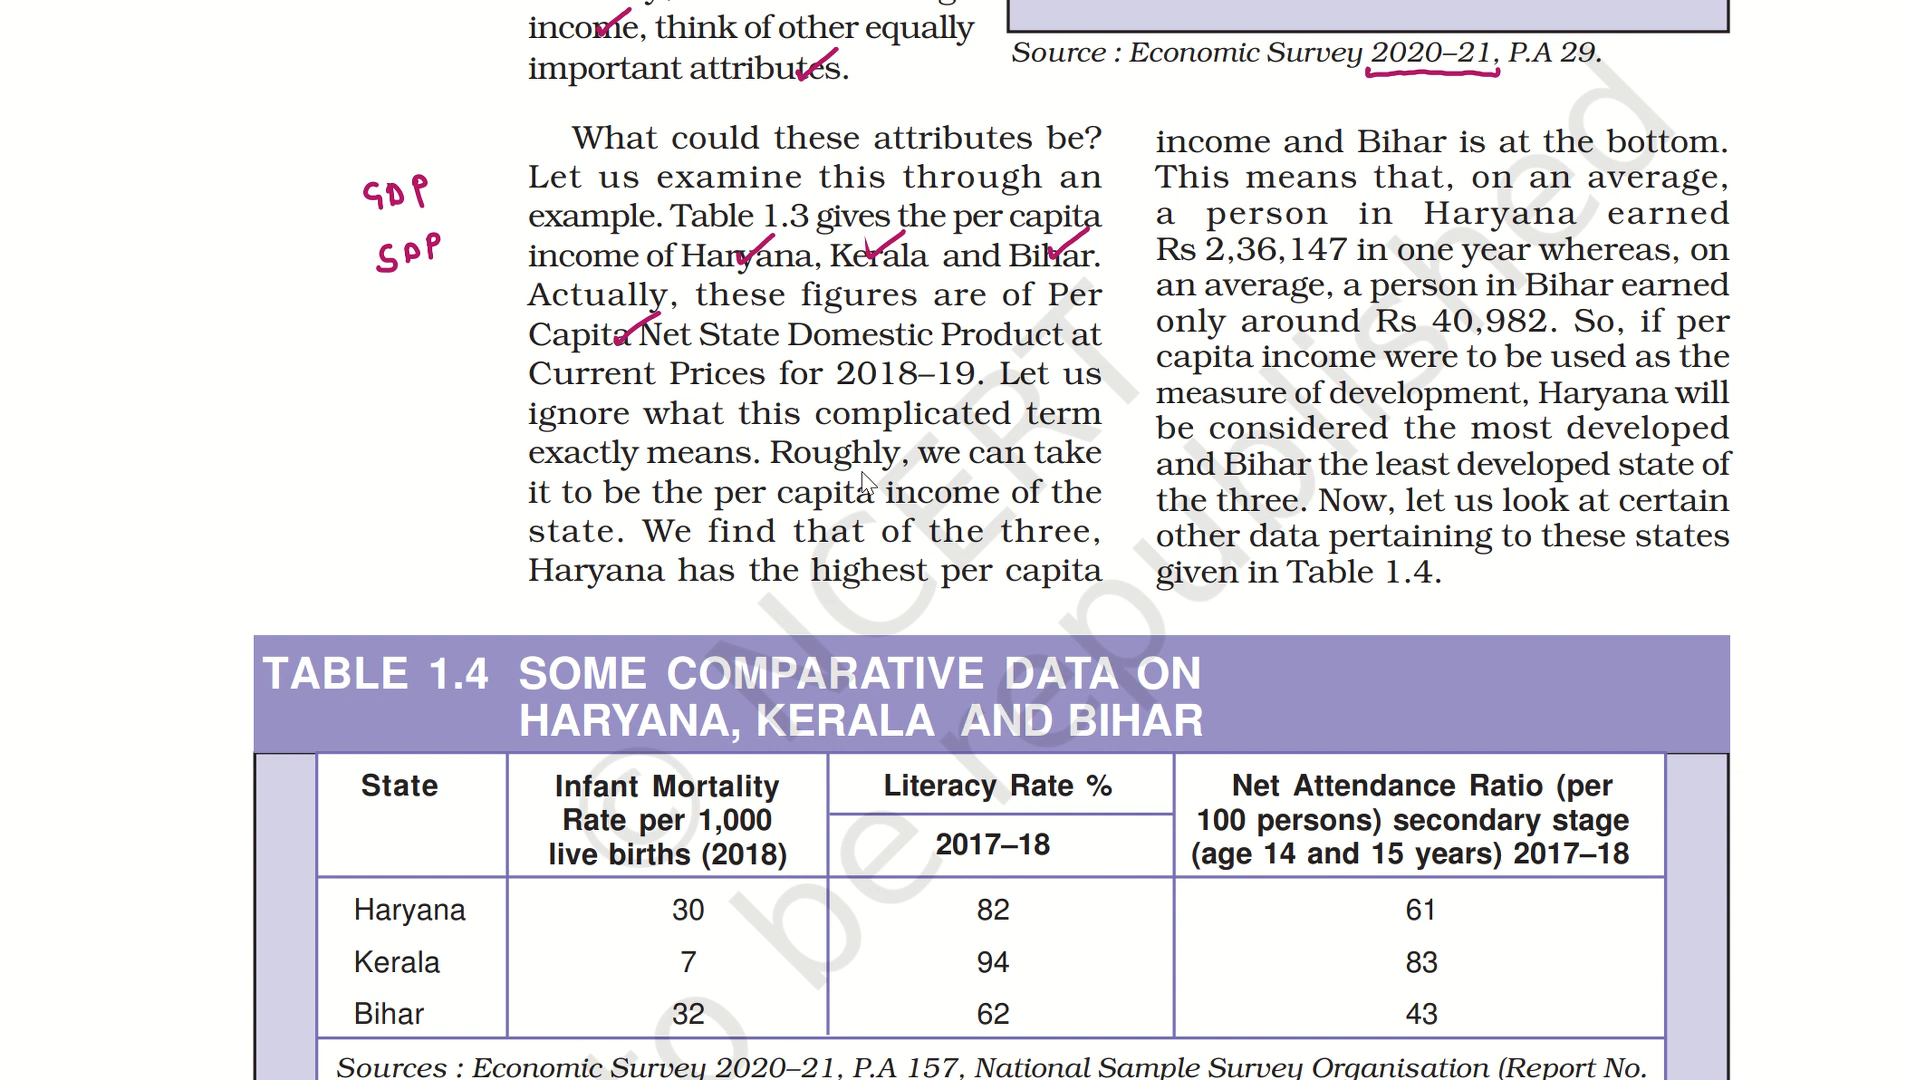 income, think of other equally
important attributes.
Source : Economic Survey 2020–21, P.A 29.
GDP
SDP
What could these attributes be?
Let us examine this through an
example. Table 1.3 gives the per capita
income of Haryana, Kerala and Bihar.
Actually, these figures are of Per
Capita Net State Domestic Product at
Current Prices for 2018–19. Let us
ignore what this complicated term
exactly means. Roughly, we can take
it to be the per capita income of the
state. We find that of the three,
Haryana has the highest per capita
income and Bihar is at the bottom.
This means that, on an average,
a person in Haryana earned
Rs 2,36,147 in one year whereas, on
an average, a person in Bihar earned
only around Rs 40,982. So, if per
capita income were to be used as the
measure of development, Haryana will
be considered the most developed
and Bihar the least developed state of
the three. Now, let us look at certain
other data pertaining to these states
given in Table 1.4.
TABLE 1.4 SOME COMPARATIVE DATA ON
HARYANA, KERALA AND BIHAR
State
Infant Mortality
Rate per 1,000
live births (2018)
Literacy Rate %
2017–18
Net Attendance Ratio (per
100 persons) secondary stage
(age 14 and 15 years) 2017–18
Haryana 30 82 61
Kerala 7 94 83
Bihar 32 62 43
Sources : Economic Survey 2020–21, P.A 157, National Sample Survey Organisation (Report No.
© NCERT
to be republished